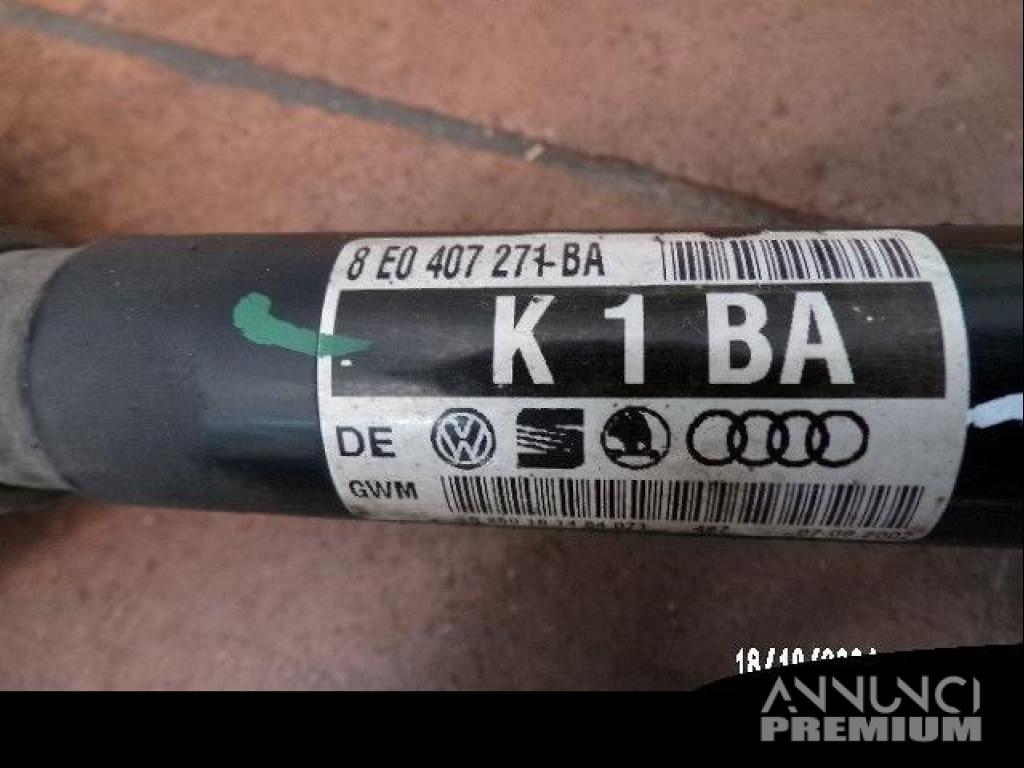 8 E0 407 271 BA
K 1 BA
DE
GWM
ANNUNCI
PREMIUM